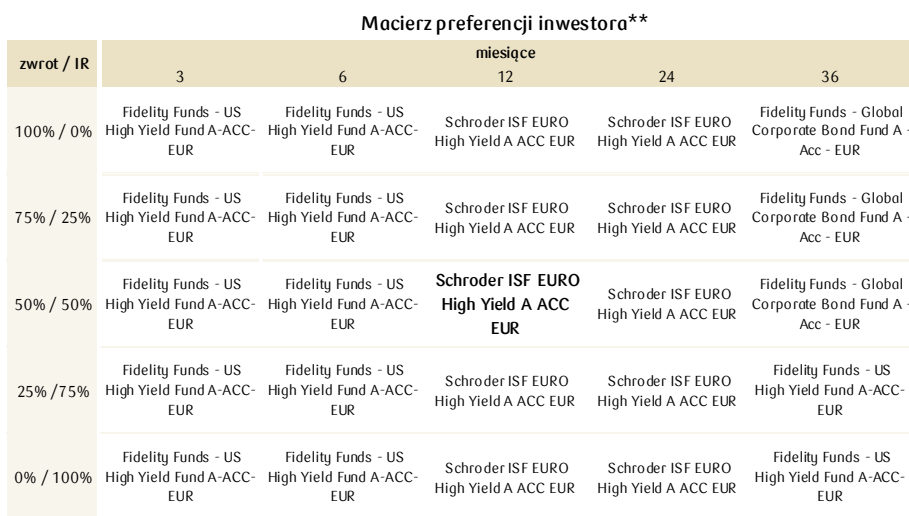 Macierz preferencji inwestora**
zwrot / IR
miesiące
3 6 12 24 36
100% / 0%
Fidelity Funds - US
High Yield Fund A-ACC-
EUR
Fidelity Funds - US
High Yield Fund A-ACC-
EUR
Schroder ISF EURO
High Yield A ACC EUR
Schroder ISF EURO
High Yield A ACC EUR
Fidelity Funds - Global
Corporate Bond Fund A -
Acc - EUR
75% / 25%
Fidelity Funds - US
High Yield Fund A-ACC-
EUR
Fidelity Funds - US
High Yield Fund A-ACC-
EUR
Schroder ISF EURO
High Yield A ACC EUR
Schroder ISF EURO
High Yield A ACC EUR
Fidelity Funds - Global
Corporate Bond Fund A -
Acc - EUR
50% / 50%
Fidelity Funds - US
High Yield Fund A-ACC-
EUR
Fidelity Funds - US
High Yield Fund A-ACC-
EUR
Schroder ISF EURO
High Yield A ACC
EUR
Schroder ISF EURO
High Yield A ACC EUR
Fidelity Funds - Global
Corporate Bond Fund A -
Acc - EUR
25% /75%
Fidelity Funds - US
High Yield Fund A-ACC-
EUR
Fidelity Funds - US
High Yield Fund A-ACC-
EUR
Schroder ISF EURO
High Yield A ACC EUR
Schroder ISF EURO
High Yield A ACC EUR
Fidelity Funds - US
High Yield Fund A-ACC-
EUR
0% / 100%
Fidelity Funds - US
High Yield Fund A-ACC-
EUR
Fidelity Funds - US
High Yield Fund A-ACC-
EUR
Schroder ISF EURO
High Yield A ACC EUR
Schroder ISF EURO
High Yield A ACC EUR
Fidelity Funds - US
High Yield Fund A-ACC-
EUR